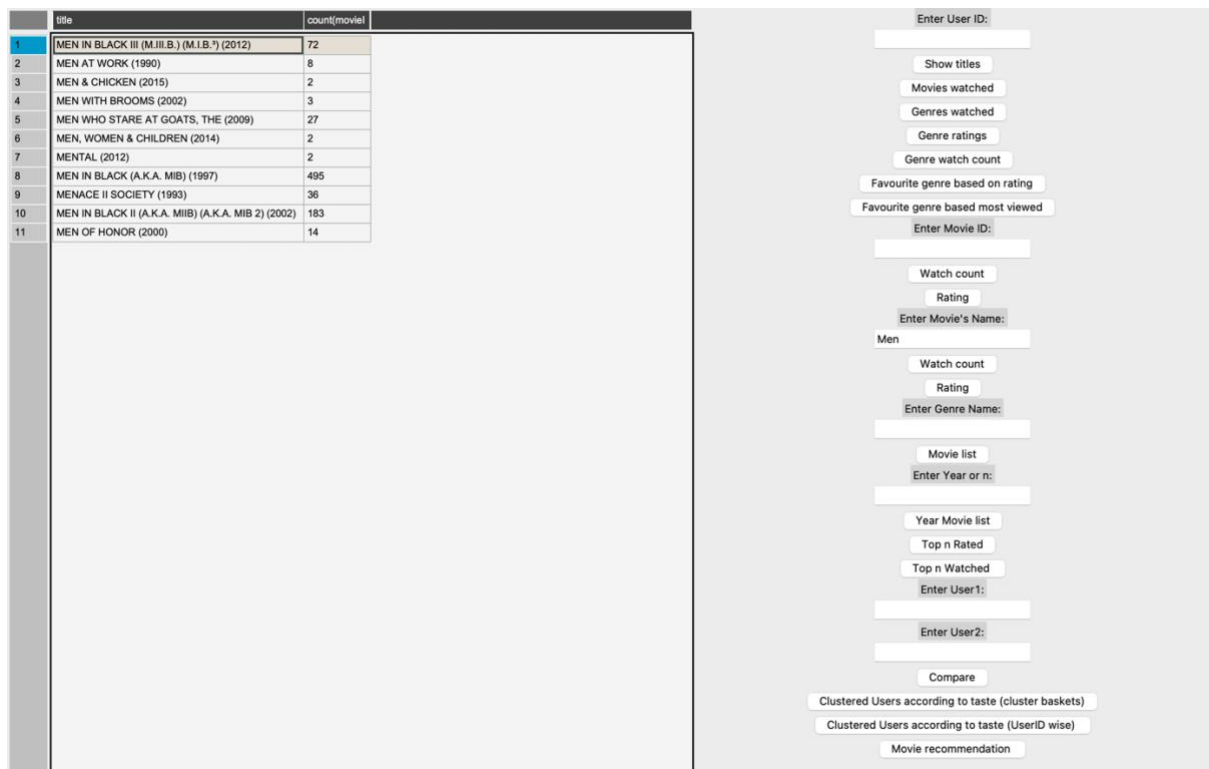 title count(movieI
1 MEN IN BLACK III (M.III.B.) (M.I.B.³) (2012) 72
2 MEN AT WORK (1990) 8
3 MEN & CHICKEN (2015) 2
4 MEN WITH BROOMS (2002) 3
5 MEN WHO STARE AT GOATS, THE (2009) 27
6 MEN, WOMEN & CHILDREN (2014) 2
7 MENTAL (2012) 2
8 MEN IN BLACK (A.K.A. MIB) (1997) 495
9 MENACE II SOCIETY (1993) 36
10 MEN IN BLACK II (A.K.A. MIIB) (A.K.A. MIB 2) (2002) 183
11 MEN OF HONOR (2000) 14
Enter User ID:
Show titles
Movies watched
Genres watched
Genre ratings
Genre watch count
Favourite genre based on rating
Favourite genre based most viewed
Enter Movie ID:
Watch count
Rating
Enter Movie's Name:
Men
Watch count
Rating
Enter Genre Name:
Movie list
Enter Year or n:
Year Movie list
Top n Rated
Top n Watched
Enter User1:
Enter User2:
Compare
Clustered Users according to taste (cluster baskets)
Clustered Users according to taste (UserID wise)
Movie recommendation